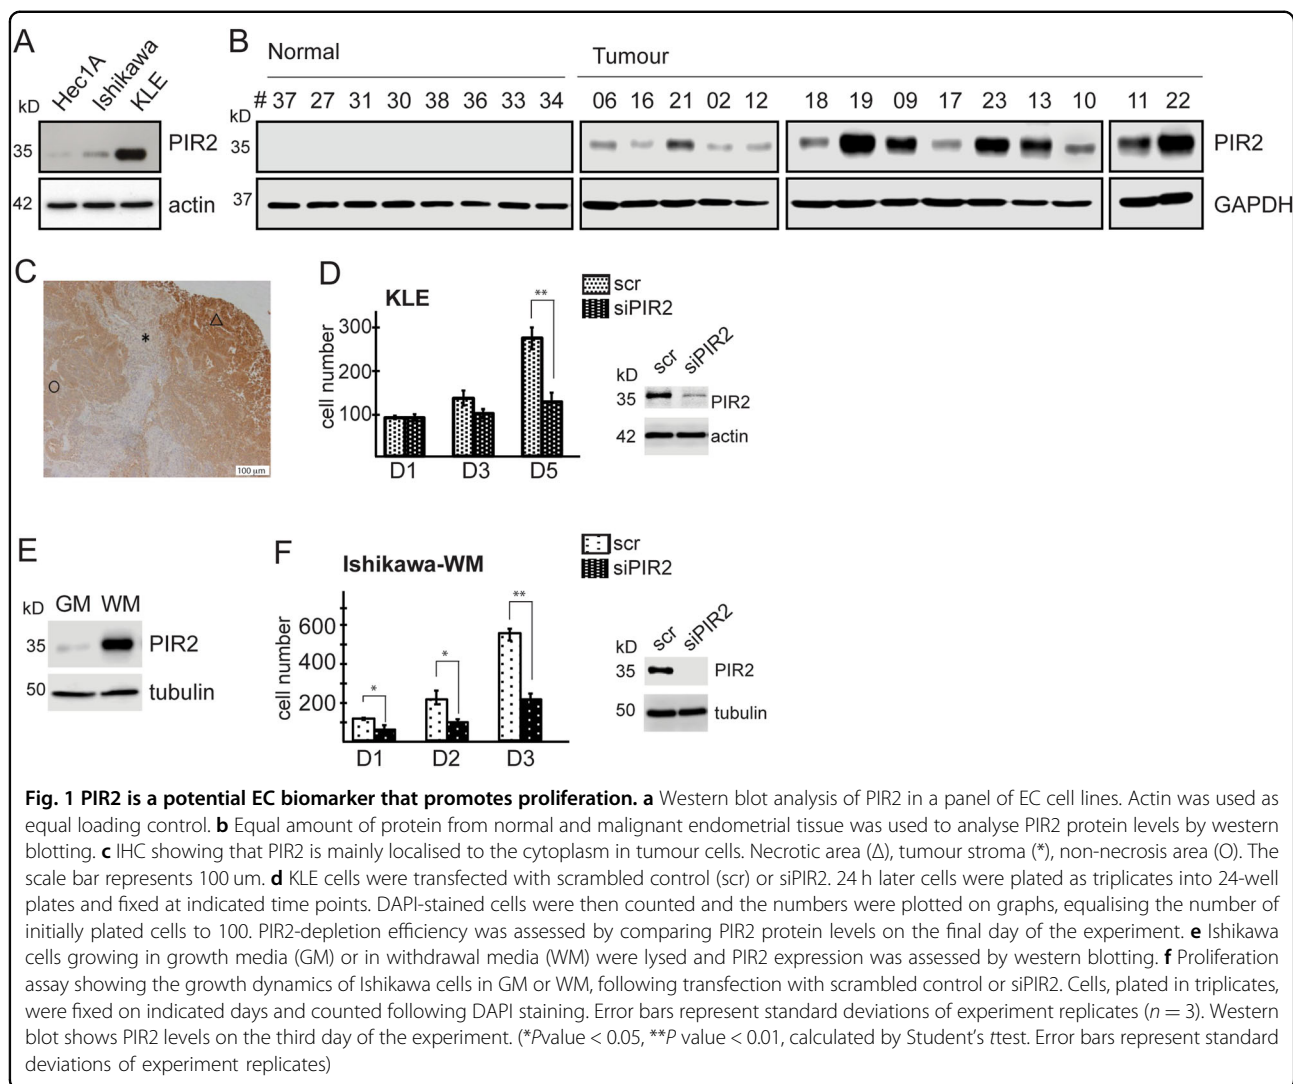 A
Hec1A
Ishikawa
KLE
kD
35
PIR2
42
actin
B
Normal
Tumour
kD
# 37 27 31 30 38 36 33 34 06 16 21 02 12 18 19 09 17 23 13 10 11 22
35
PIR2
37
GAPDH
C
*
Δ
O
100 µm
D
KLE
scr
siPIR2
**
cell number
300
200
100
D1 D3 D5
scr
siPIR2
kD
35
PIR2
42
actin
E
kD
GM WM
35
PIR2
50
tubulin
F
Ishikawa-WM
scr
siPIR2
cell number
600
400
200
*
*
**
D1 D2 D3
scr
siPIR2
kD
35
PIR2
50
tubulin
Fig. 1 PIR2 is a potential EC biomarker that promotes proliferation. a Western blot analysis of PIR2 in a panel of EC cell lines. Actin was used as
equal loading control. b Equal amount of protein from normal and malignant endometrial tissue was used to analyse PIR2 protein levels by western
blotting. c IHC showing that PIR2 is mainly localised to the cytoplasm in tumour cells. Necrotic area (Δ), tumour stroma (*), non-necrosis area (O). The
scale bar represents 100 um. d KLE cells were transfected with scrambled control (scr) or siPIR2. 24 h later cells were plated as triplicates into 24-well
plates and fixed at indicated time points. DAPI-stained cells were then counted and the numbers were plotted on graphs, equalising the number of
initially plated cells to 100. PIR2-depletion efficiency was assessed by comparing PIR2 protein levels on the final day of the experiment. e Ishikawa
cells growing in growth media (GM) or in withdrawal media (WM) were lysed and PIR2 expression was assessed by western blotting. f Proliferation
assay showing the growth dynamics of Ishikawa cells in GM or WM, following transfection with scrambled control or siPIR2. Cells, plated in triplicates,
were fixed on indicated days and counted following DAPI staining. Error bars represent standard deviations of experiment replicates (n = 3). Western
blot shows PIR2 levels on the third day of the experiment. (*Pvalue < 0.05, **P value < 0.01, calculated by Student's ttest. Error bars represent standard
deviations of experiment replicates)